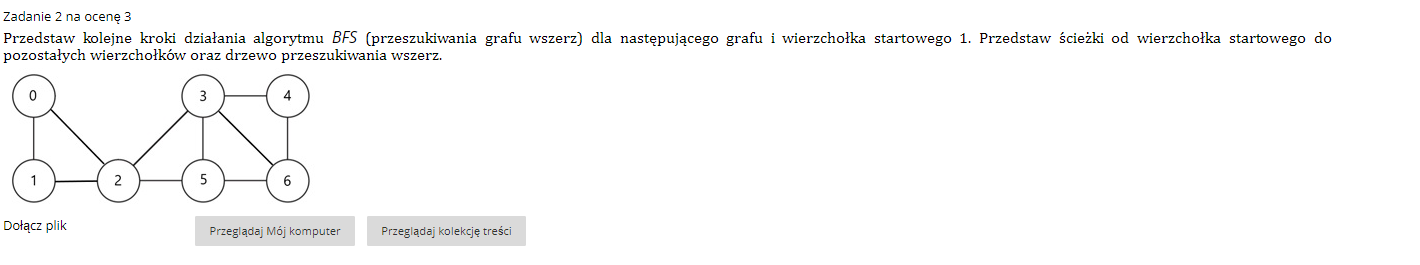 Zadanie 2 na ocenę 3
Przedstaw kolejne kroki działania algorytmu BFS (przeszukiwania grafu wszerz) dla następującego grafu i wierzchołka startowego 1. Przedstaw ścieżki od wierzchołka startowego do
pozostałych wierzchołków oraz drzewo przeszukiwania wszerz.
0 3 4
1 2 5 6
Dołącz plik Przeglądaj Mój komputer Przeglądaj kolekcję treści